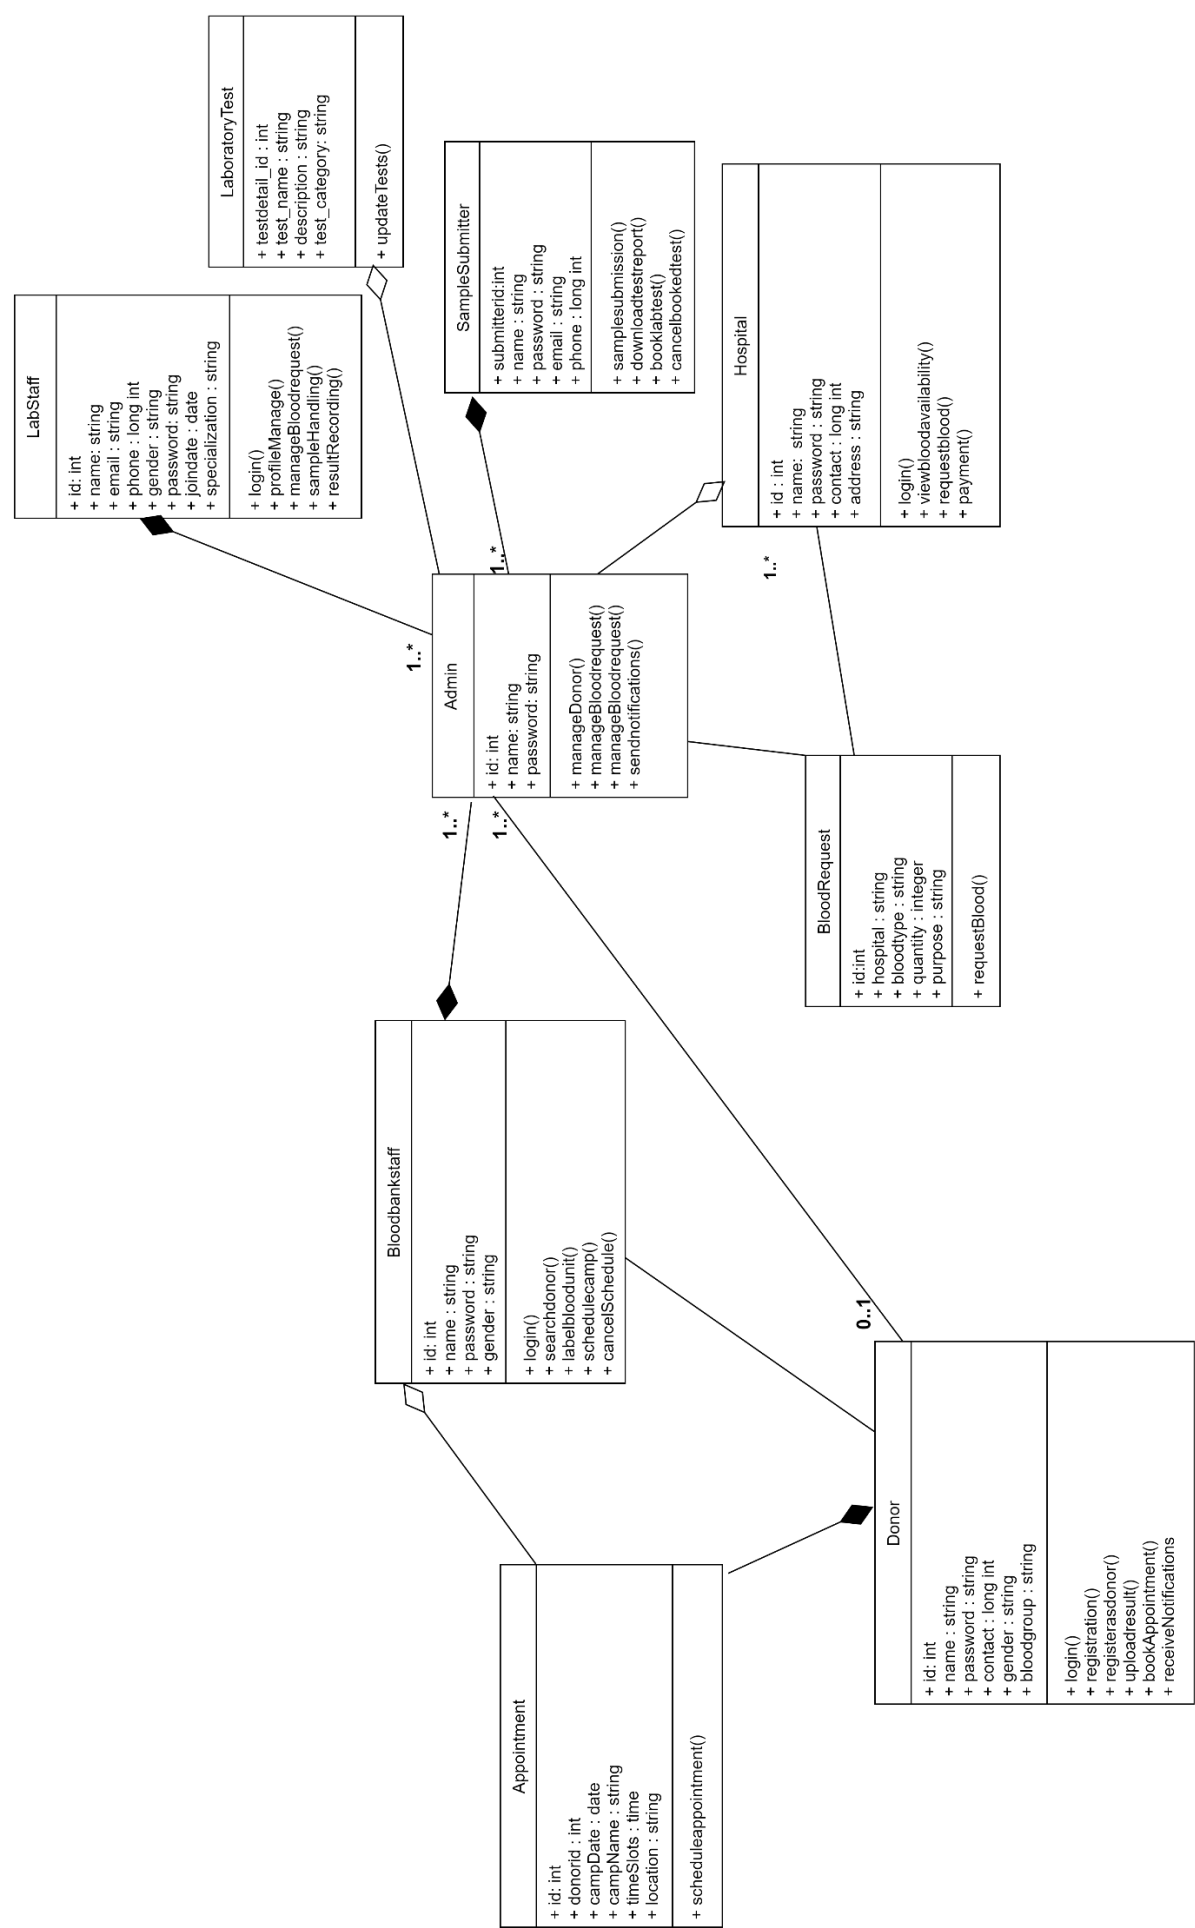 LaboratoryTest
+ testdetail_id : int
+ test_name : string
+ description : string
+ test_category: string
+ updateTests()
LabStaff
+ id: int
+ name: string
+ email : string
+ phone : long int
+ gender : string
+ password: string
+ joindate : date
+ specialization : string
+ login()
+ profileManage()
+ manageBloodrequest()
+ sampleHandling()
+ resultRecording()
SampleSubmitter
+ submitterid:int
+ name : string
+ password : string
+ email : string
+ phone : long int
+ samplesubmission()
+ downloadtestreport()
+ booklabtest()
+ cancelbookedtest()
Hospital
+ id : int
+ name: string
+ password : string
+ contact : long int
+ address : string
+ login()
+ viewbloodavailability()
+ requestblood()
+ payment()
1..*
1..*
1..*
Admin
+ id: int
+ name: string
+ password: string
+ manageDonor()
+ manageBloodrequest()
+ manageBloodrequest()
+ sendnotifications()
1..*
1..*
BloodRequest
+ id:int
+ hospital : string
+ bloodtype : string
+ quantity : integer
+ purpose : string
+ requestBlood()
Bloodbankstaff
+ id: int
+ name : string
+ password : string
+ gender : string
+ login()
+ searchdonor()
+ labelbloodunit()
+ schedulecamp()
+ cancelSchedule()
0..1
Donor
+ id: int
+ name : string
+ password : string
+ contact : long int
+ gender : string
+ bloodgroup : string
+ login()
+ registration()
+ registerasdonor()
+ uploadresult()
+ bookAppointment()
+ receiveNotifications
Appointment
+ id: int
+ donorid : int
+ campDate : date
+ campName : string
+ timeSlots : time
+ location : string
+ scheduleappointment()